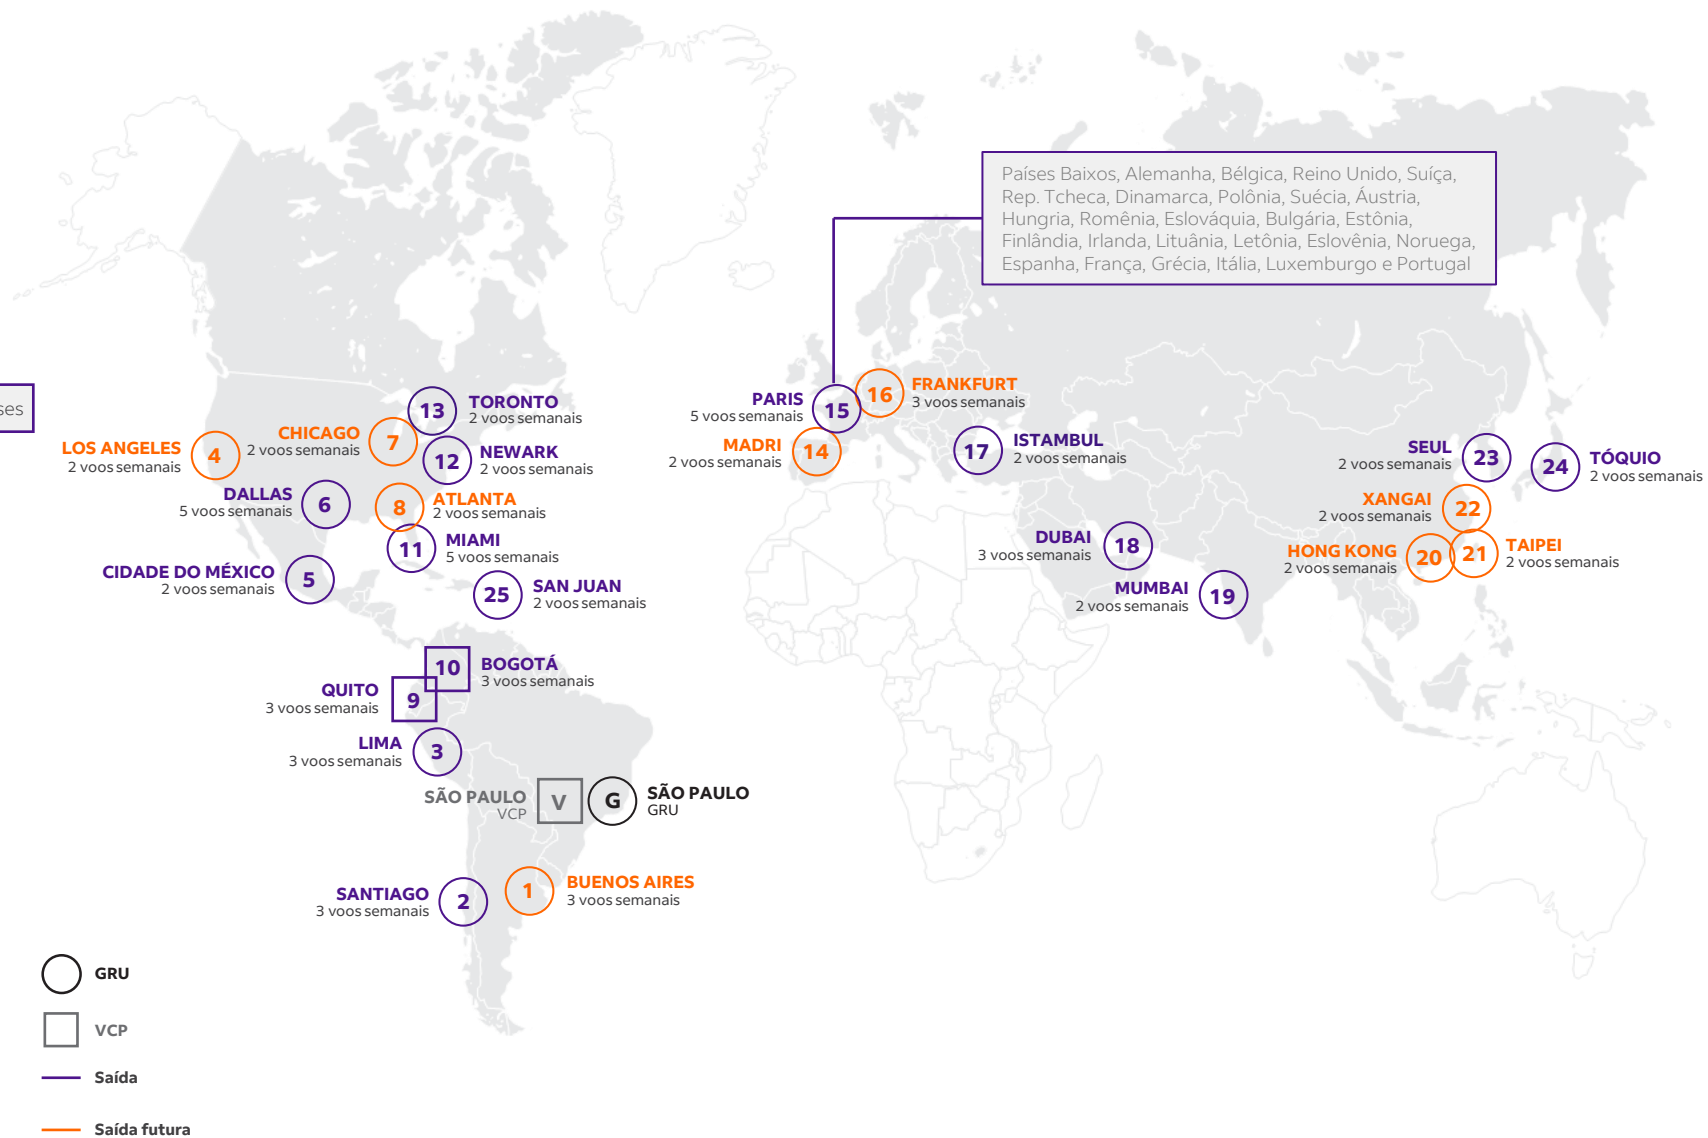 Países Baixos, Alemanha, Bélgica, Reino Unido, Suíça,
Rep. Tcheca, Dinamarca, Polônia, Suécia, Áustria,
Hungria, Romênia, Eslováquia, Bulgária, Estônia,
Finlândia, Irlanda, Lituânia, Letônia, Eslovênia, Noruega,
Espanha, França, Grécia, Itália, Luxemburgo e Portugal
LOS ANGELES
2 voos semanais
4
CHICAGO
2 voos semanais
7
13
TORONTO
2 voos semanais
12
NEWARK
2 voos semanais
DALLAS
5 voos semanais
6
8
ATLANTA
2 voos semanais
11
MIAMI
5 voos semanais
CIDADE DO MÉXICO
2 voos semanais
5
25
SAN JUAN
2 voos semanais
10
BOGOTÁ
3 voos semanais
QUITO
3 voos semanais
9
LIMA
3 voos semanais
3
SÃO PAULO
VCP
V
G
SÃO PAULO
GRU
SANTIAGO
3 voos semanais
2
1
BUENOS AIRES
3 voos semanais
PARIS
5 voos semanais
15
16
FRANKFURT
3 voos semanais
MADRI
2 voos semanais
14
17
ISTAMBUL
2 voos semanais
DUBAI
3 voos semanais
18
MUMBAI
2 voos semanais
19
SEUL
2 voos semanais
23
24
TÓQUIO
2 voos semanais
XANGAI
2 voos semanais
22
HONG KONG
2 voos semanais
20
21
TAIPEI
2 voos semanais
GRU
VCP
Saída
Saída futura